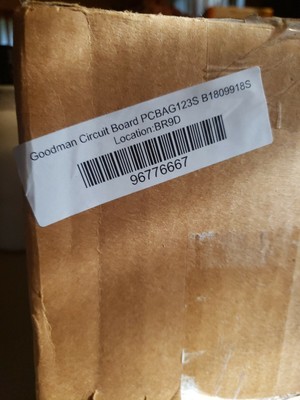 Goodman Circuit Board PCBAG123S B1809918S
Location:BR9D
96776667